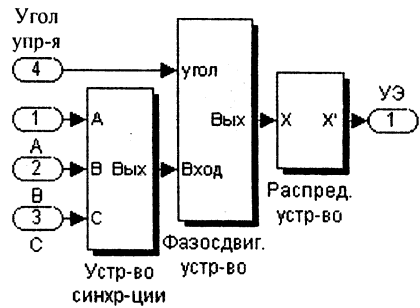 Угол
упр-я
4
угол
1
A
A
2
B
Вых
Вход
B
3
C
C
Вых
X
X'
УЭ
1
Распред.
устр-во
Фазосдвиг.
устр-во
Устр-во
синхр-ции